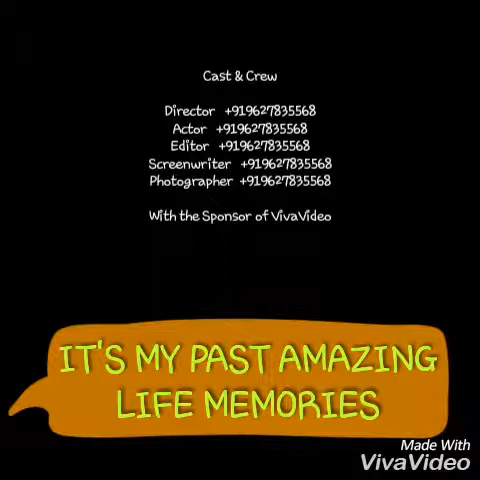 Cast & Crew
Director +919627835568
Actor +919627835568
Editor +919627835568
Screenwriter +919627835568
Photographer +919627835568
With the Sponsor of VivaVideo
IT'S MY PAST AMAZING
LIFE MEMORIES
Made With
VivaVideo